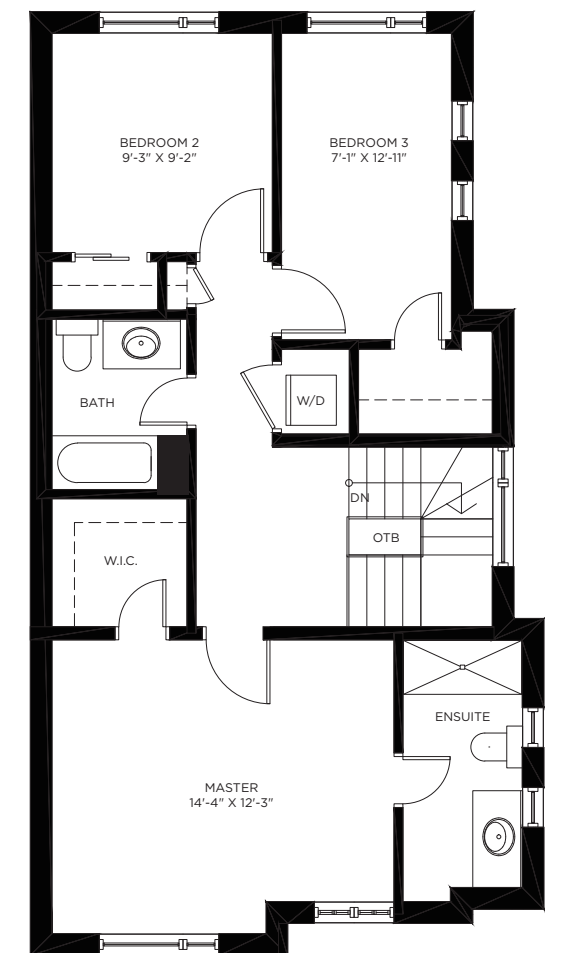 BEDROOM 2
9'-3" X 9'-2"
BEDROOM 3
7'-1" X 12'-11"
BATH
W/D
DN
OTB
W.I.C.
ENSUITE
MASTER
14'-4" X 12'-3"